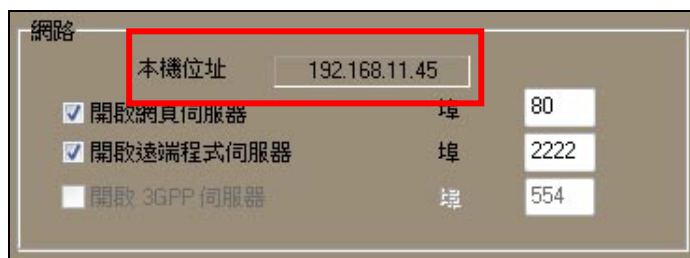 網路
本機位址 192.168.11.45
開啟網頁伺服器 埠 80
開啟遠端程式伺服器 埠 2222
開啟 3GPP 伺服器 埠 554